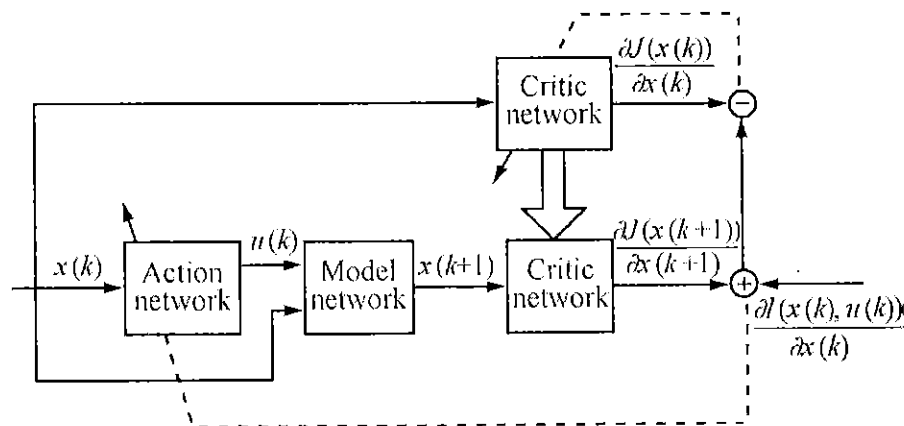 Critic
network
∂J(x(k))
∂x(k)
−
x(k)
Action
network
u(k)
Model
network
x(k+1)
Critic
network
∂J(x(k+1))
∂x(k+1)
+
∂l(x(k), u(k))
∂x(k)